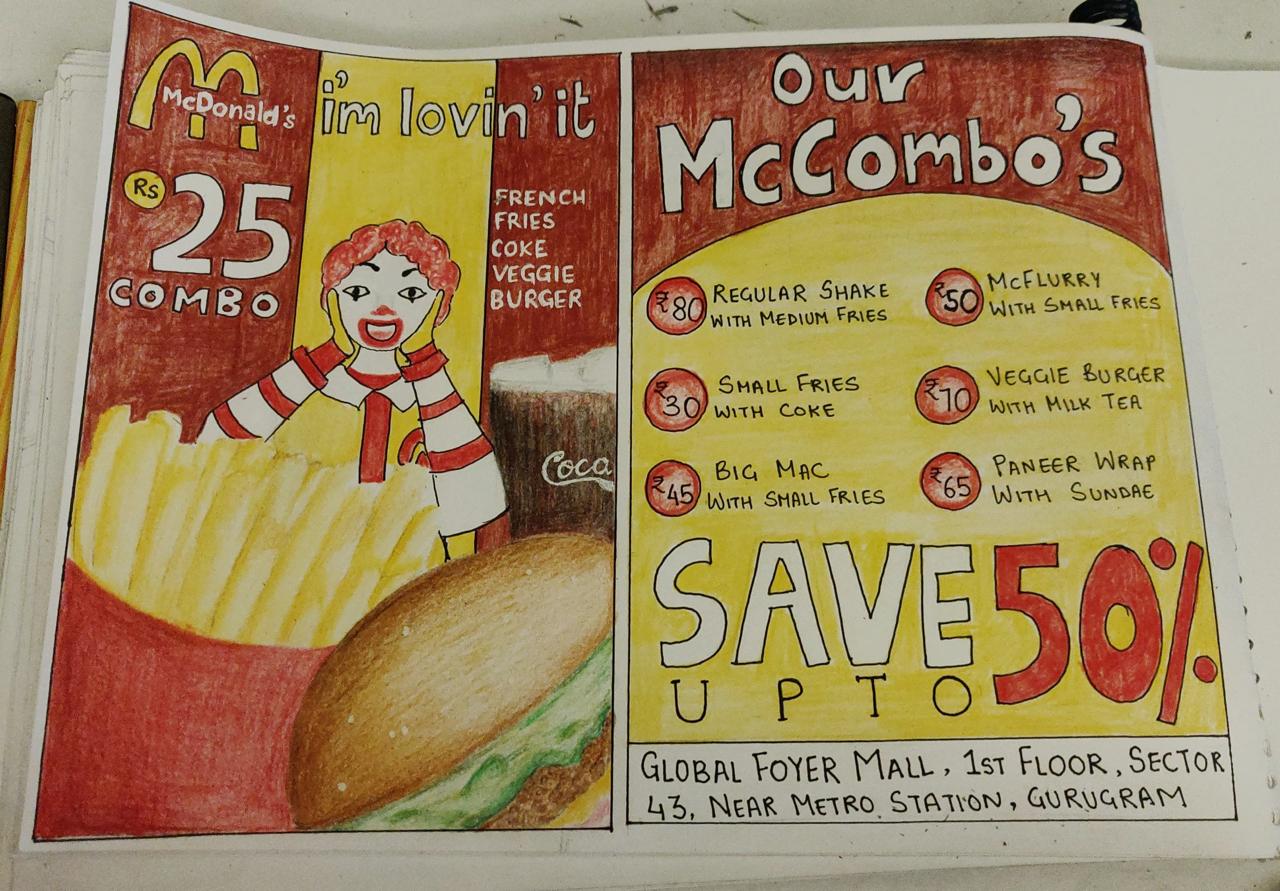 McDonald's
i'm lovin' it
Rs 25
COMBO
FRENCH
FRIES
COKE
VEGGIE
BURGER
Coca
Our
McCombo's
₹80 REGULAR SHAKE
WITH MEDIUM FRIES
₹50 McFLURRY
WITH SMALL FRIES
₹30 SMALL FRIES
WITH COKE
₹70 VEGGIE BURGER
WITH MILK TEA
₹45 BIG MAC
WITH SMALL FRIES
₹65 PANEER WRAP
WITH SUNDAE
SAVE 50%
UPTO
GLOBAL FOYER MALL, 1ST FLOOR, SECTOR
43, NEAR METRO STATION, GURUGRAM